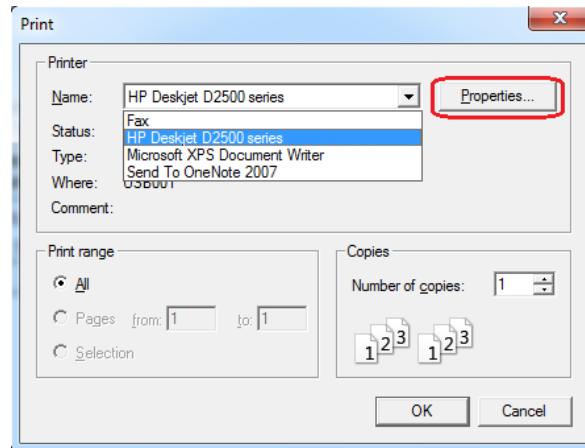 Print
x
Printer
Name: HP Deskjet D2500 series Properties...
Fax
Status: HP Deskjet D2500 series
Type: Microsoft XPS Document Writer
Send To OneNote 2007
Where: USB001
Comment:
Print range Copies
All Number of copies: 1
Pages from: 1 to: 1
Selection
1 2 3 1 2 3
OK Cancel